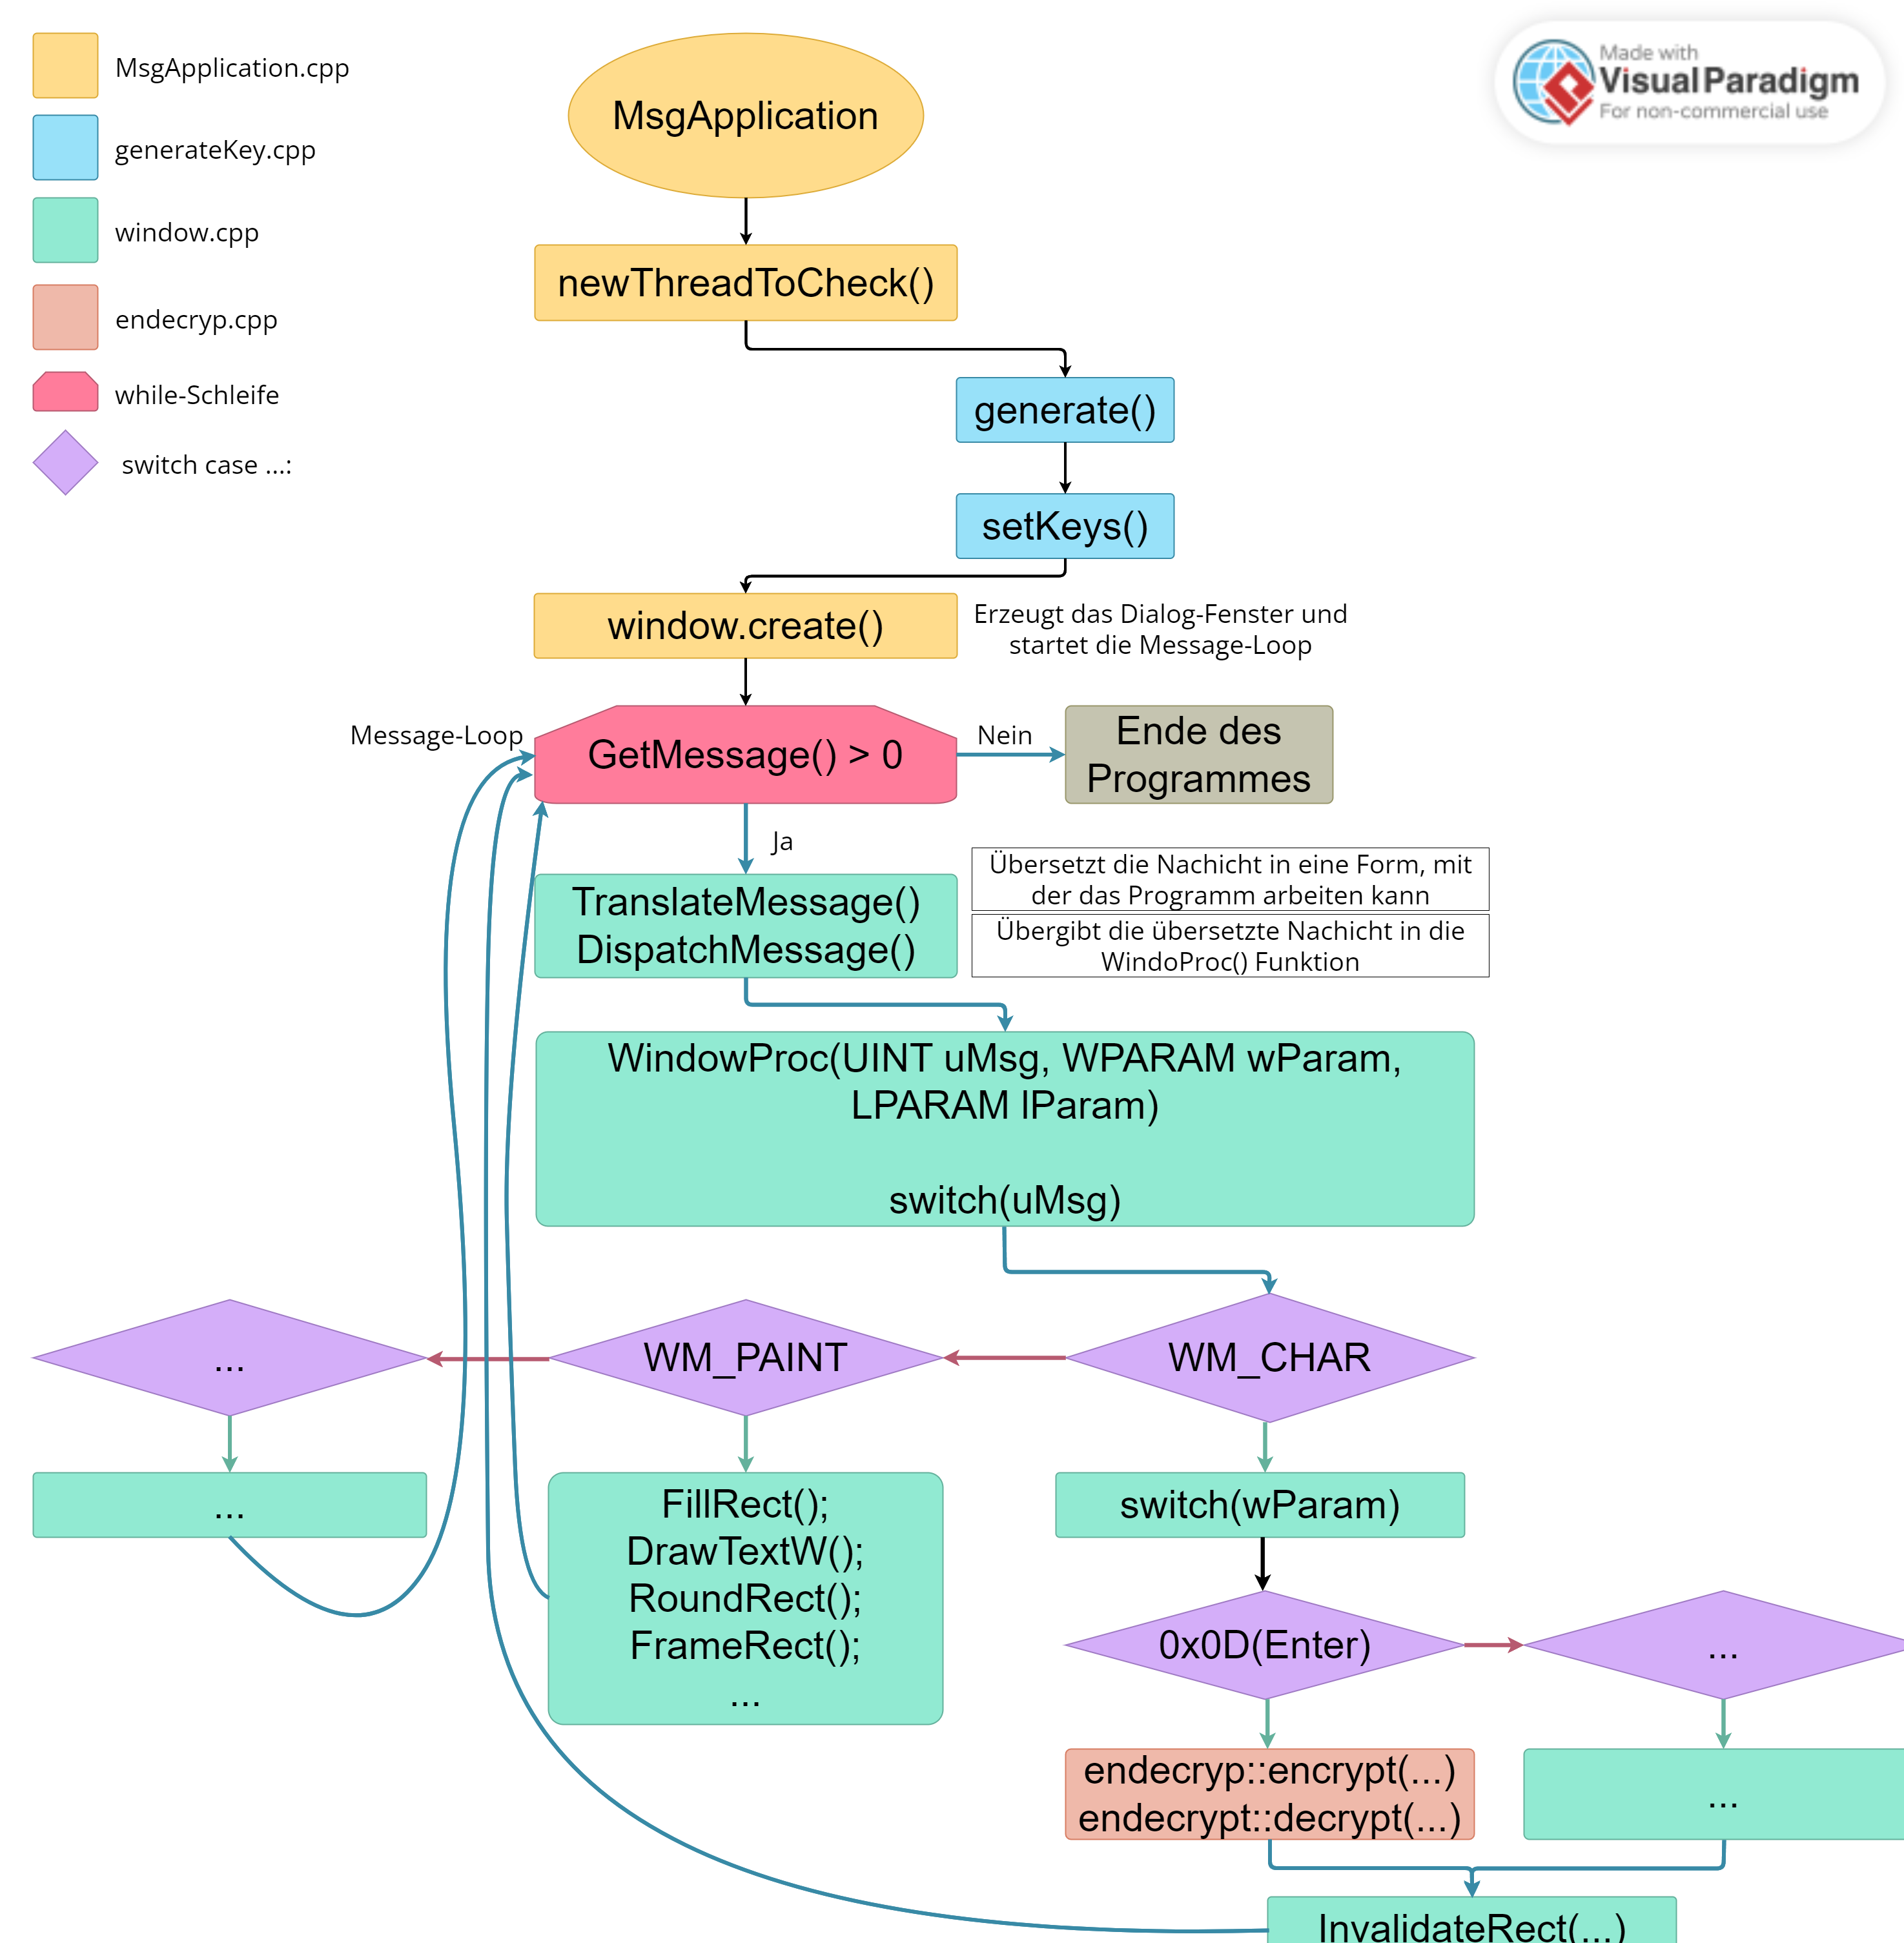 MsgApplication.cpp
generateKey.cpp
window.cpp
endecryp.cpp
while-Schleife
switch case ...:
Made with
Visual Paradigm
For non-commercial use
MsgApplication
newThreadToCheck()
generate()
setKeys()
window.create()
Erzeugt das Dialog-Fenster und
startet die Message-Loop
Message-Loop
GetMessage() > 0
Nein
Ende des
Programmes
Ja
TranslateMessage()
DispatchMessage()
Übersetzt die Nachicht in eine Form, mit
der das Programm arbeiten kann
Übergibt die übersetzte Nachicht in die
WindoProc() Funktion
WindowProc(UINT uMsg, WPARAM wParam,
LPARAM lParam)
switch(uMsg)
...
WM_PAINT
WM_CHAR
...
FillRect();
DrawTextW();
RoundRect();
FrameRect();
...
switch(wParam)
0x0D(Enter)
...
endecryp::encrypt(...)
endecrypt::decrypt(...)
...
InvalidateRect(...)